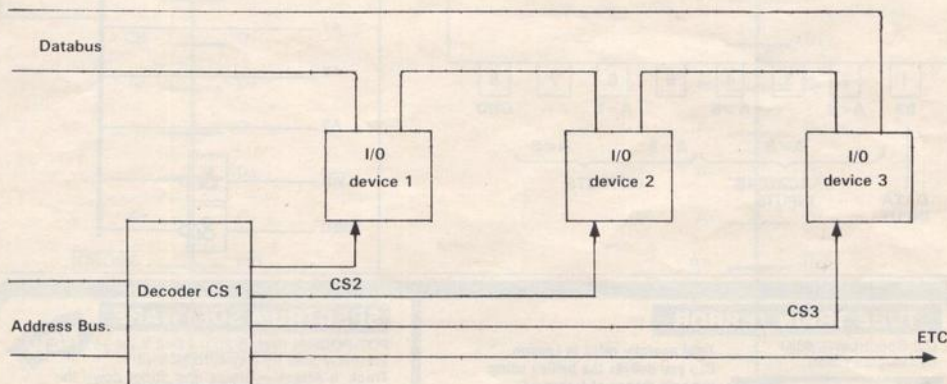 Databus
I/0
device 1
I/0
device 2
I/0
device 3
Decoder CS 1
CS2
CS3
Address Bus.
ETC